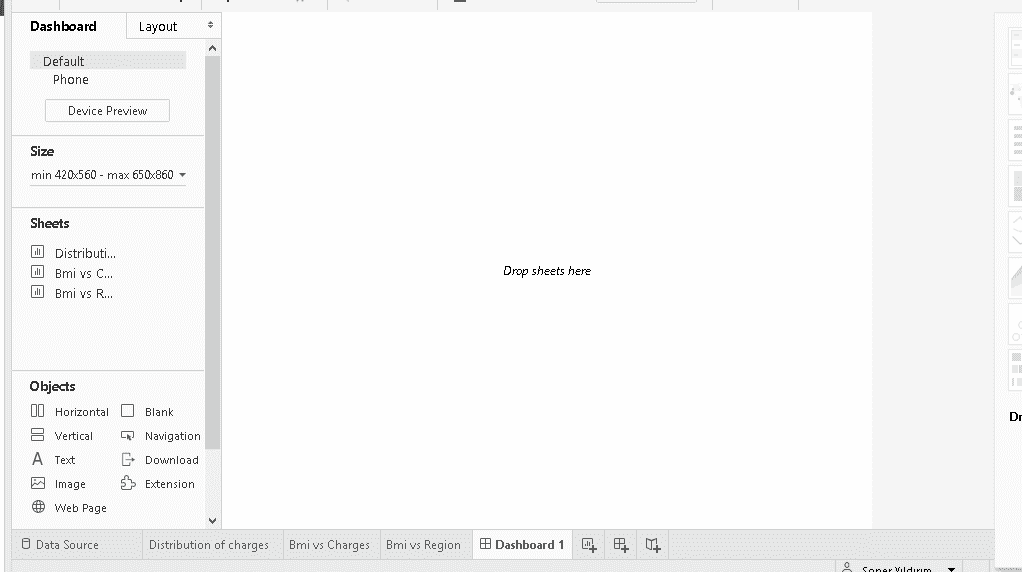 Dashboard Layout
Default
Phone
Device Preview
Size
min 420x560 - max 650x860
Sheets
Distributi...
Bmi vs C...
Bmi vs R...
Drop sheets here
Objects
Horizontal Blank
Vertical Navigation
Text Download
Image Extension
Web Page
Data Source Distribution of charges Bmi vs Charges Bmi vs Region Dashboard 1
Soner Yıldırım